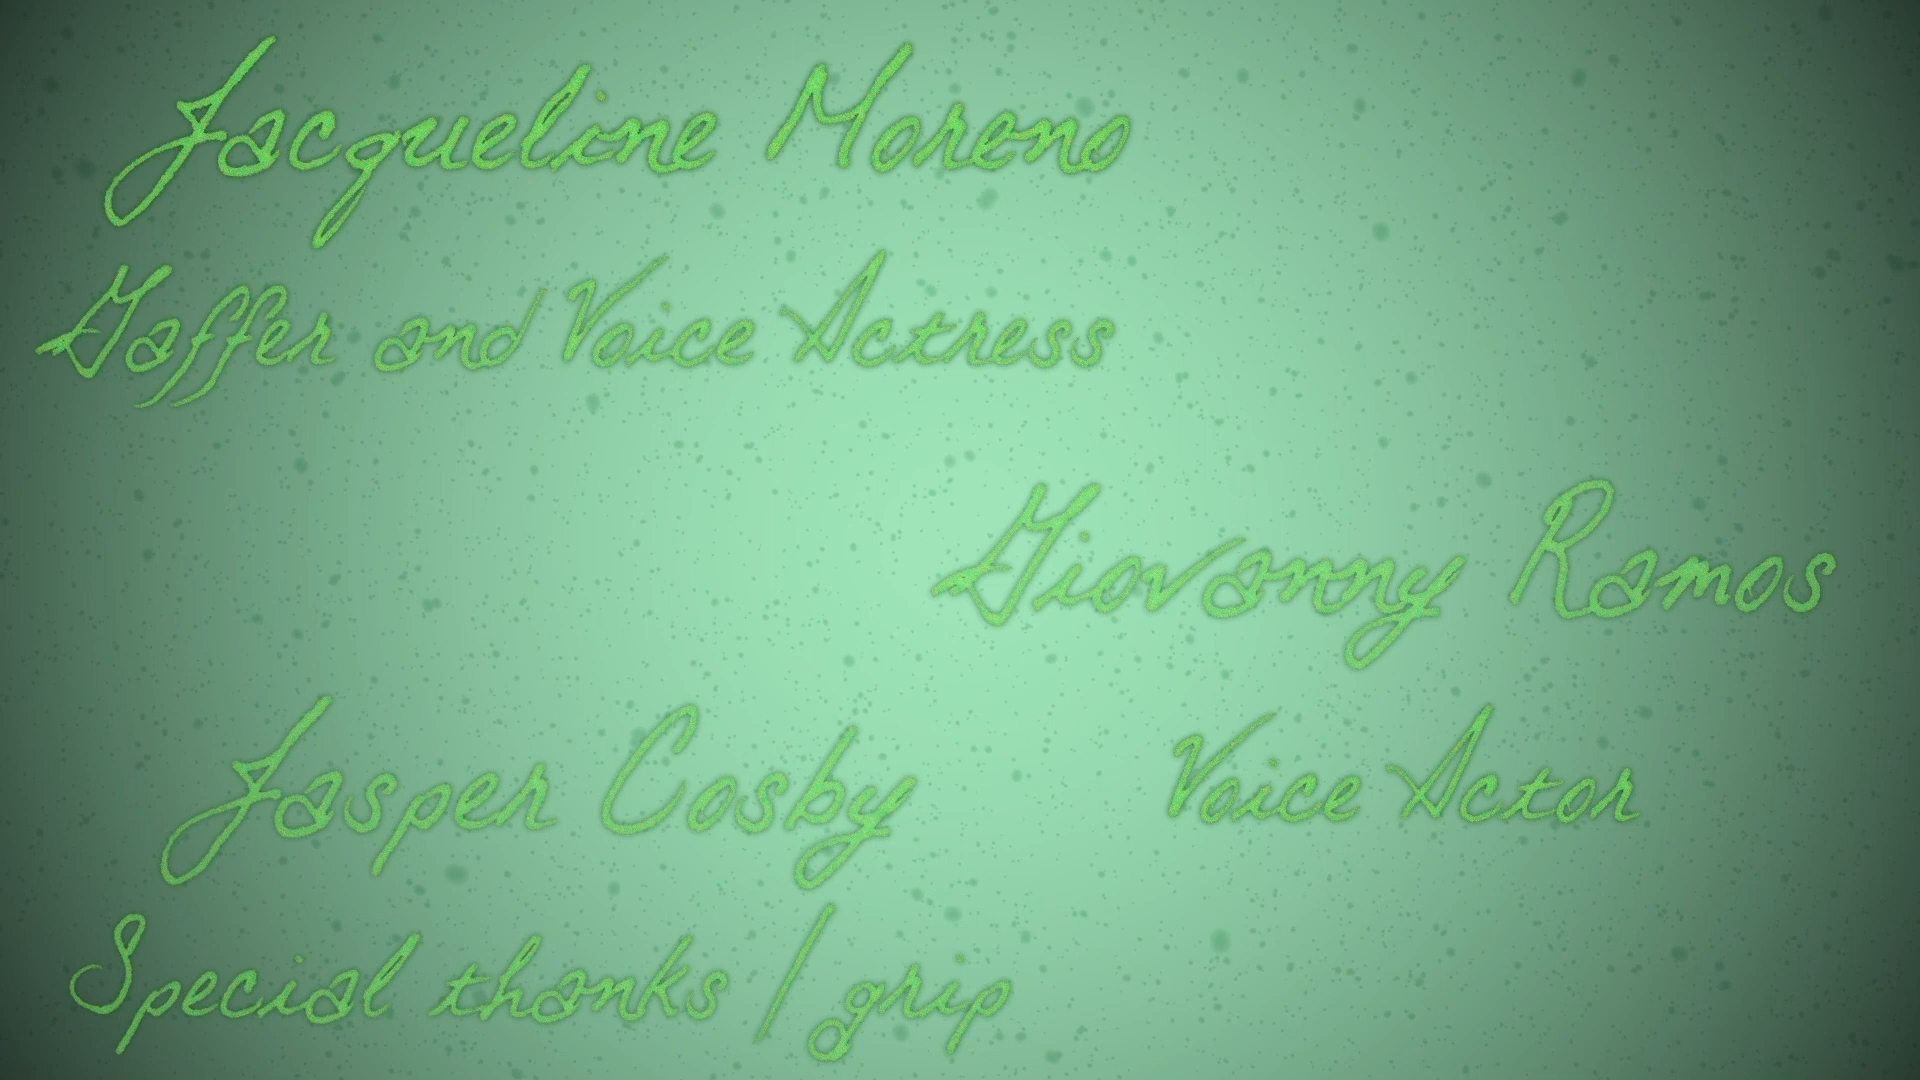 Jacqueline Moreno
Gaffer and Voice Actress
Giovanny Ramos
Voice Actor
Jasper Cosby
Special thanks / grip